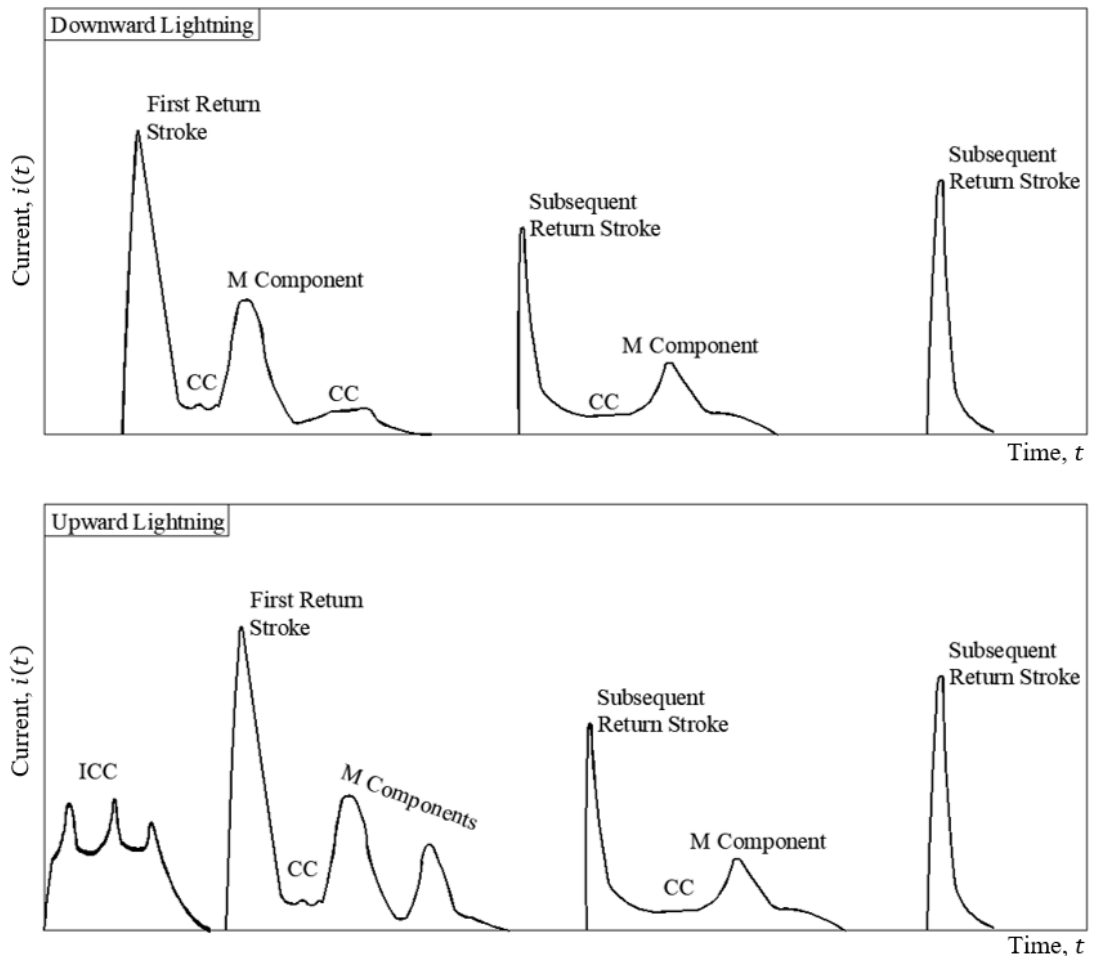 Downward Lightning
First Return
Stroke
Subsequent
Return Stroke
Subsequent
Return Stroke
M Component
M Component
CC
CC
CC
Current, i(t)
Time, t
Upward Lightning
First Return
Stroke
Subsequent
Return Stroke
Subsequent
Return Stroke
ICC
M Components
M Component
CC
CC
Current, i(t)
Time, t